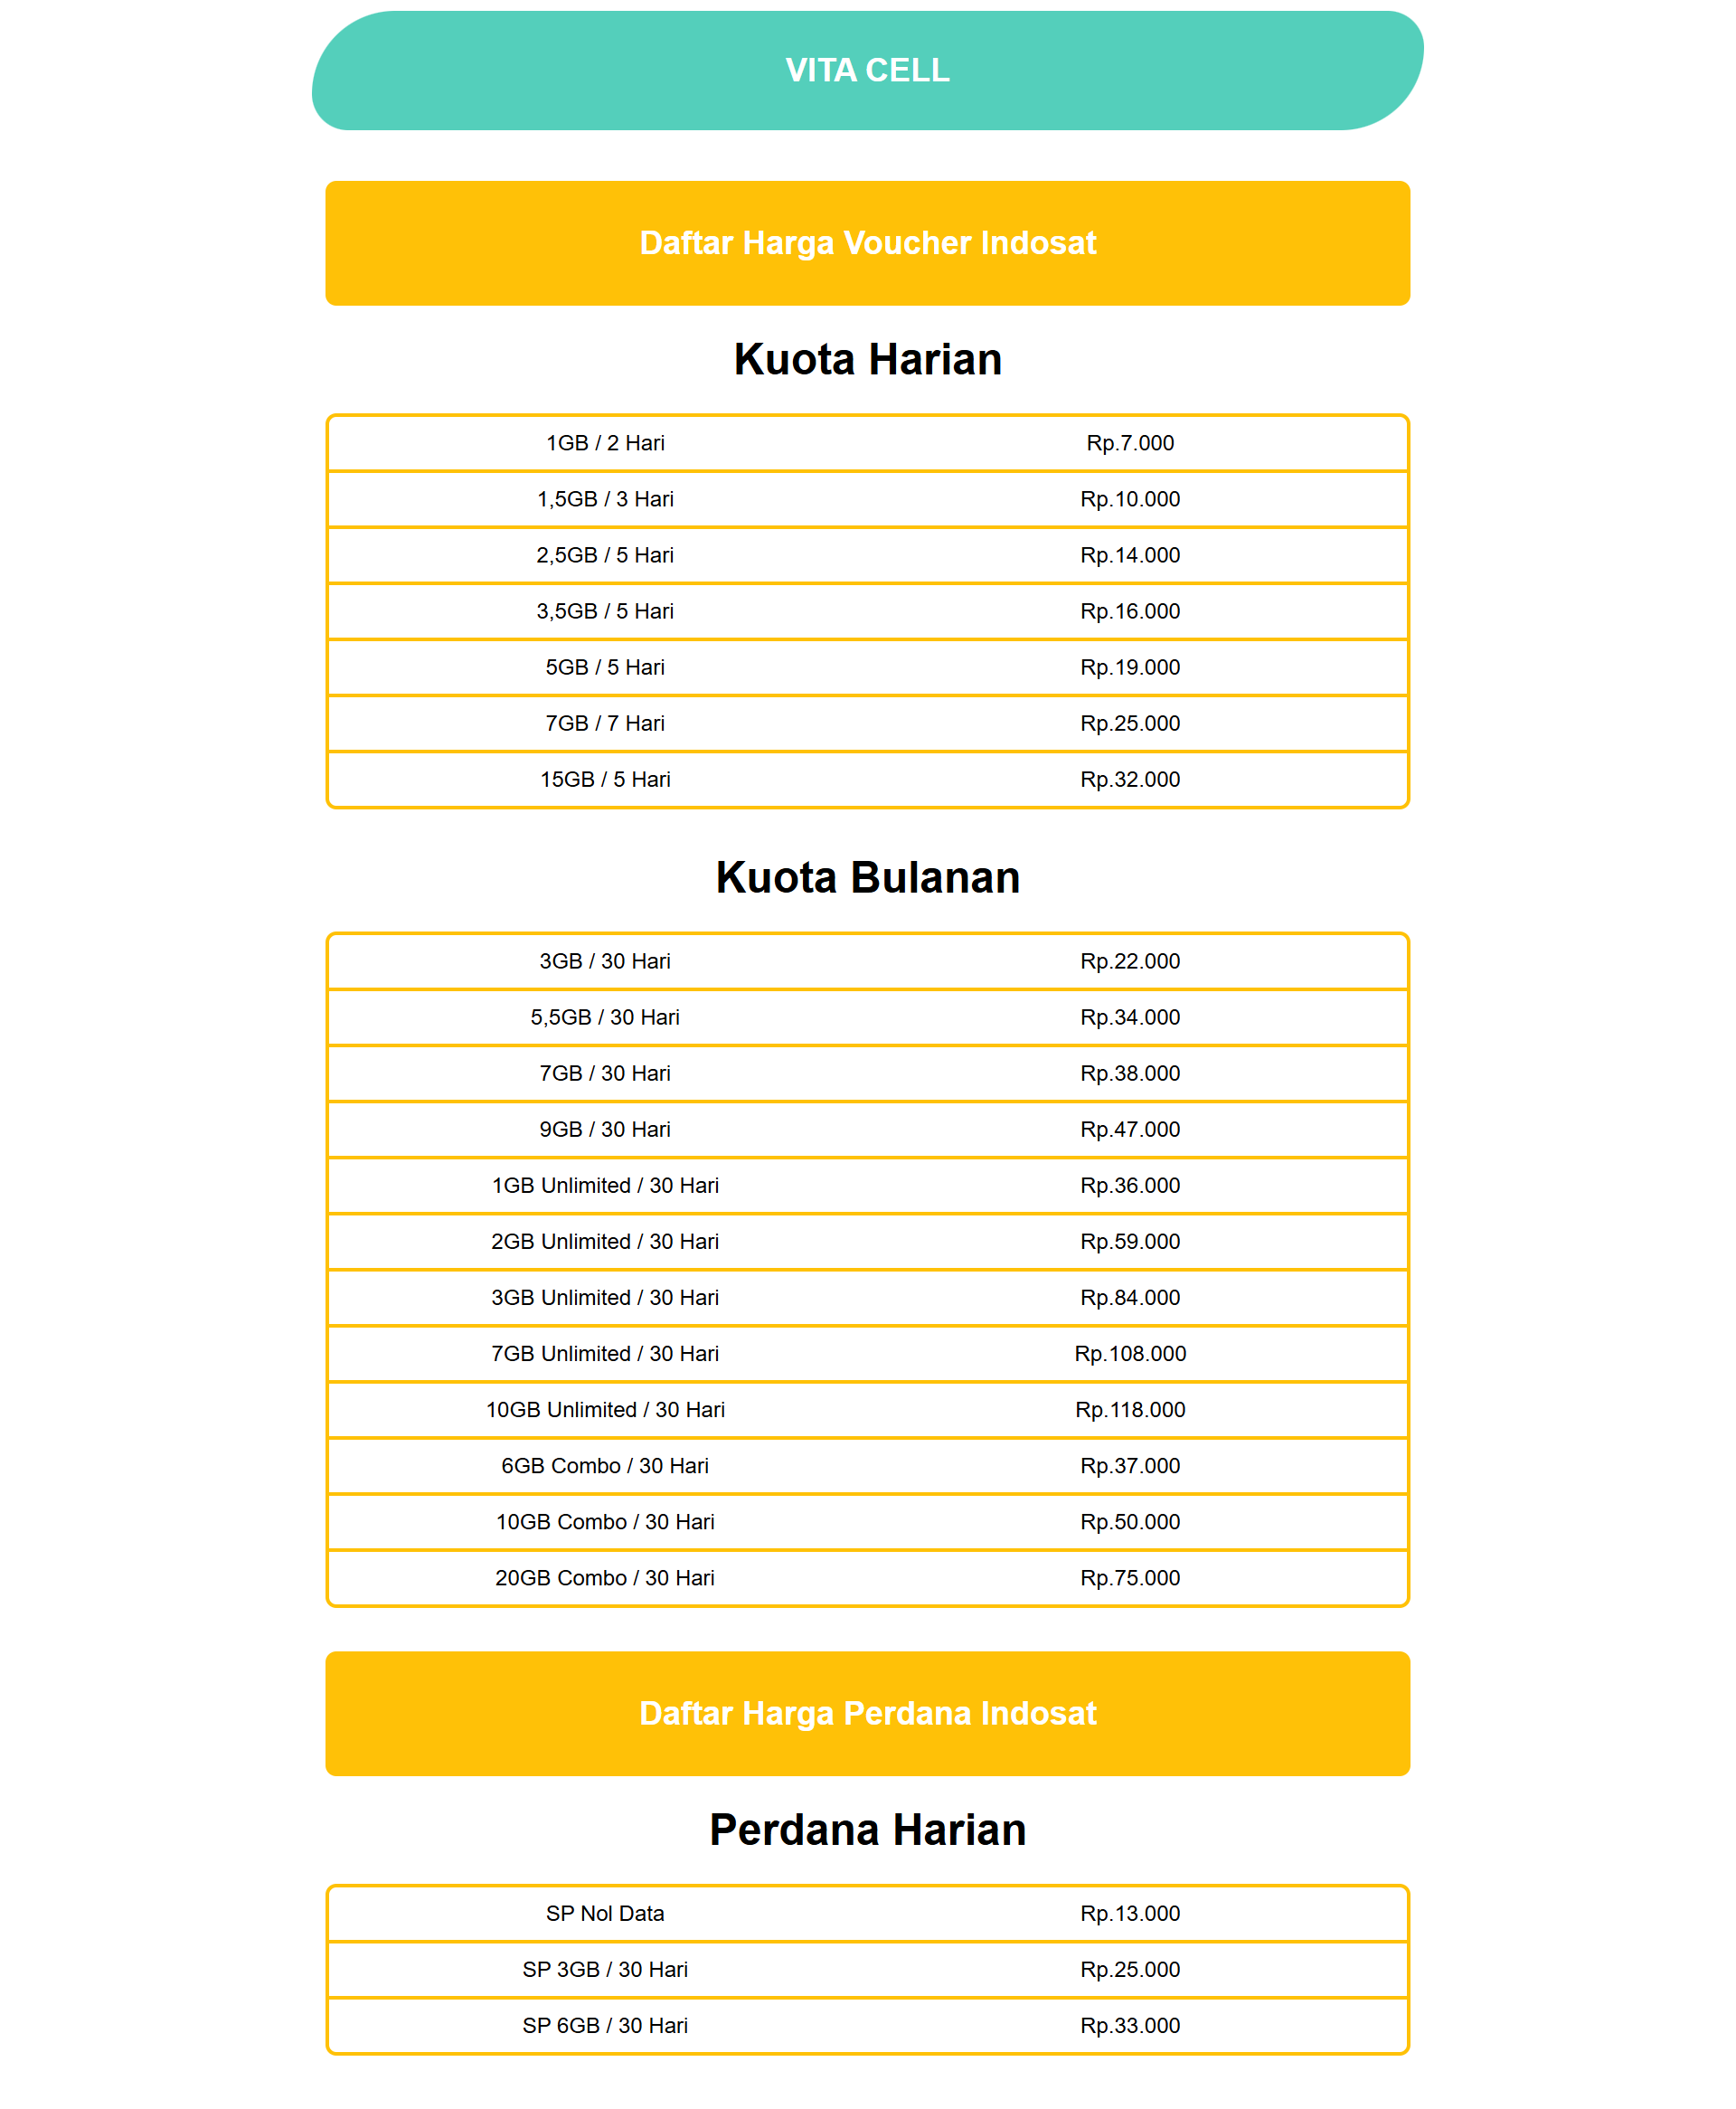 VITA CELL
Daftar Harga Voucher Indosat
Kuota Harian
1GB / 2 Hari Rp.7.000
1,5GB / 3 Hari Rp.10.000
2,5GB / 5 Hari Rp.14.000
3,5GB / 5 Hari Rp.16.000
5GB / 5 Hari Rp.19.000
7GB / 7 Hari Rp.25.000
15GB / 5 Hari Rp.32.000
Kuota Bulanan
3GB / 30 Hari Rp.22.000
5,5GB / 30 Hari Rp.34.000
7GB / 30 Hari Rp.38.000
9GB / 30 Hari Rp.47.000
1GB Unlimited / 30 Hari Rp.36.000
2GB Unlimited / 30 Hari Rp.59.000
3GB Unlimited / 30 Hari Rp.84.000
7GB Unlimited / 30 Hari Rp.108.000
10GB Unlimited / 30 Hari Rp.118.000
6GB Combo / 30 Hari Rp.37.000
10GB Combo / 30 Hari Rp.50.000
20GB Combo / 30 Hari Rp.75.000
Daftar Harga Perdana Indosat
Perdana Harian
SP Nol Data Rp.13.000
SP 3GB / 30 Hari Rp.25.000
SP 6GB / 30 Hari Rp.33.000